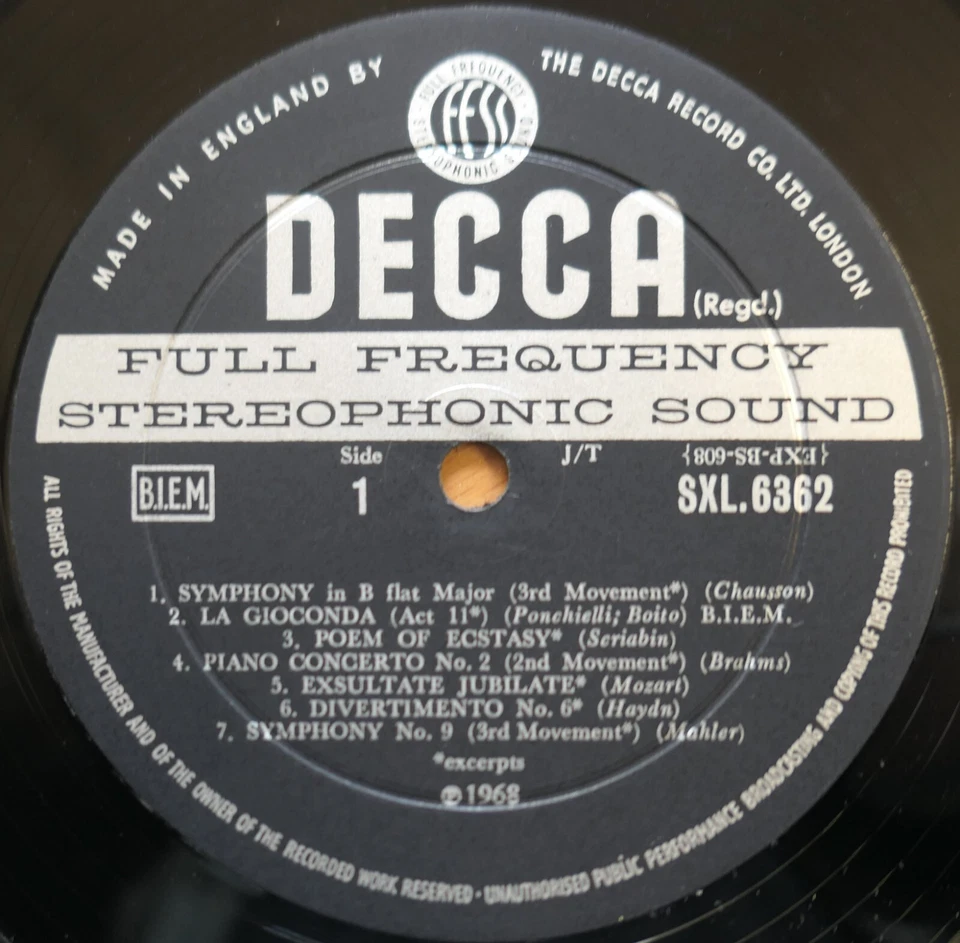 MADE IN ENGLAND BY
THE DECCA RECORD CO. LTD. LONDON
FULL FREQUENCY · STEREOPHONIC SOUND
FFSS
DECCA (Regd.)
FULL FREQUENCY
STEREOPHONIC SOUND
Side J/T {EXP-BS-608}
B.I.E.M. 1 SXL.6362
1. SYMPHONY in B flat Major (3rd Movement*) (Chausson)
2. LA GIOCONDA (Act 11*) (Ponchielli; Boito) B.I.E.M.
3. POEM OF ECSTASY* (Scriabin)
4. PIANO CONCERTO No. 2 (2nd Movement*) (Brahms)
5. EXSULTATE JUBILATE* (Mozart)
6. DIVERTIMENTO No. 6* (Haydn)
7. SYMPHONY No. 9 (3rd Movement*) (Mahler)
*excerpts
℗1968
ALL RIGHTS OF THE MANUFACTURER AND OF THE OWNER OF THE RECORDED WORK RESERVED · UNAUTHORISED PUBLIC PERFORMANCE BROADCASTING AND COPYING OF THIS RECORD PROHIBITED